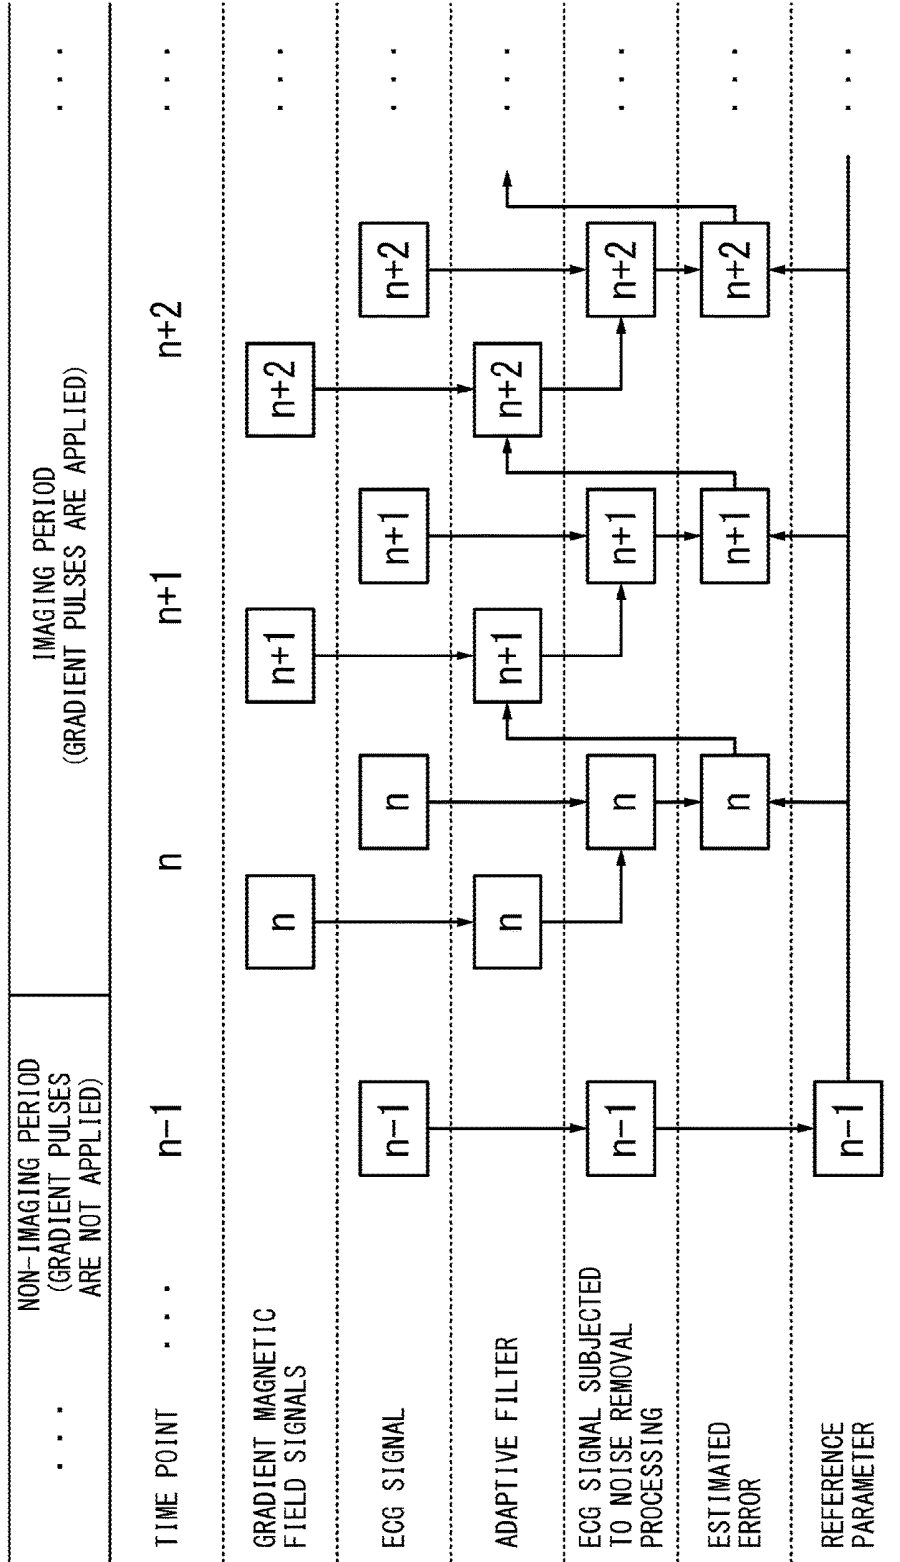 . . .
NON-IMAGING PERIOD
(GRADIENT PULSES
ARE NOT APPLIED)
IMAGING PERIOD
(GRADIENT PULSES ARE APPLIED)
. . .
TIME POINT
. . .
n-1
n
n+1
n+2
. . .
GRADIENT MAGNETIC
FIELD SIGNALS
n
n+1
n+2
. . .
ECG SIGNAL
n-1
n
n+1
n+2
. . .
ADAPTIVE FILTER
n
n+1
n+2
. . .
ECG SIGNAL SUBJECTED
TO NOISE REMOVAL
PROCESSING
n-1
n
n+1
n+2
. . .
ESTIMATED
ERROR
n
n+1
n+2
. . .
REFERENCE
PARAMETER
n-1
. . .